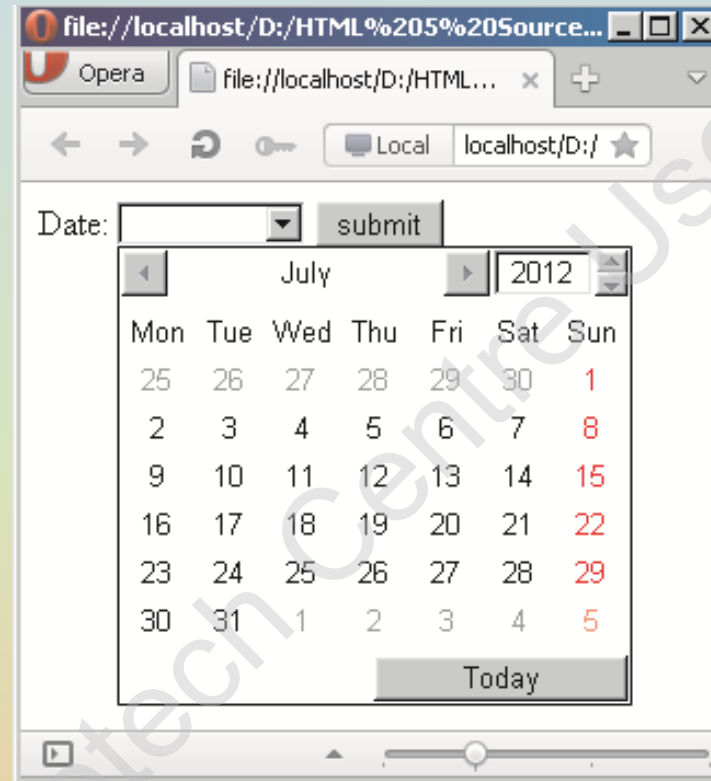 file://localhost/D:/HTML%205%20Source...
Opera
file://localhost/D:/HTML...
Local localhost/D:/
Date: submit
July 2012
Mon Tue Wed Thu Fri Sat Sun
25 26 27 28 29 30 1
2 3 4 5 6 7 8
9 10 11 12 13 14 15
16 17 18 19 20 21 22
23 24 25 26 27 28 29
30 31 1 2 3 4 5
Today
Centre